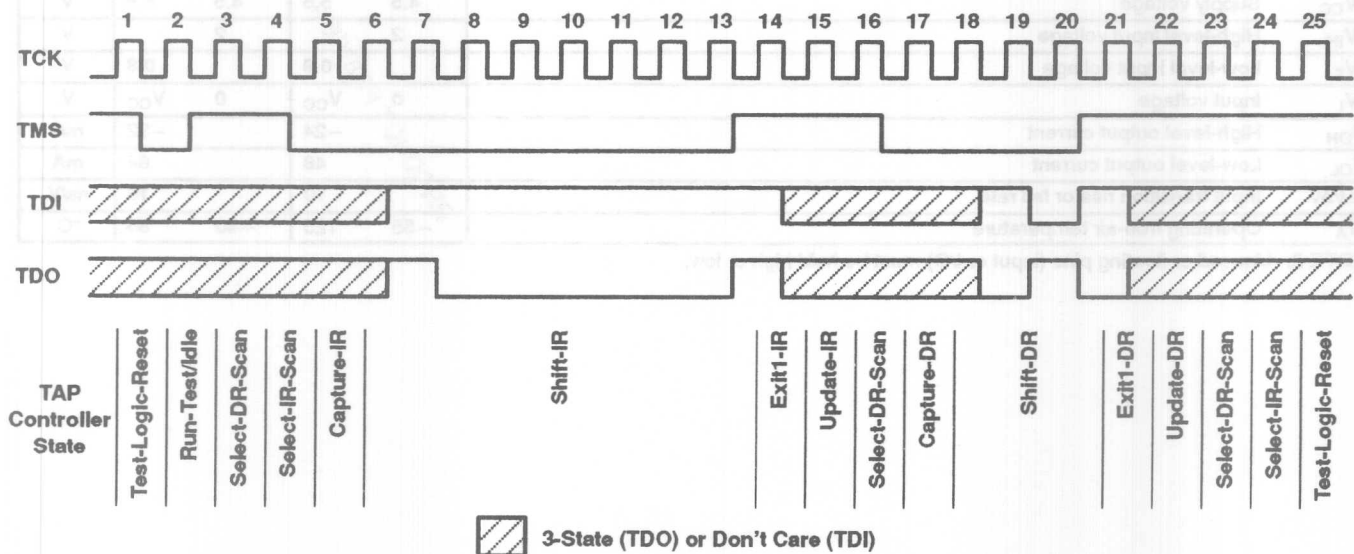 1 2 3 4 5 6 7 8 9 10 11 12 13 14 15 16 17 18 19 20 21 22 23 24 25
TCK
TMS
TDI
TDO
TAP
Controller
State
Test-Logic-Reset
Run-Test/Idle
Select-DR-Scan
Select-IR-Scan
Capture-IR
Shift-IR
Exit1-IR
Update-IR
Select-DR-Scan
Capture-DR
Shift-DR
Exit1-DR
Update-DR
Select-DR-Scan
Select-IR-Scan
Test-Logic-Reset
3-State (TDO) or Don't Care (TDI)